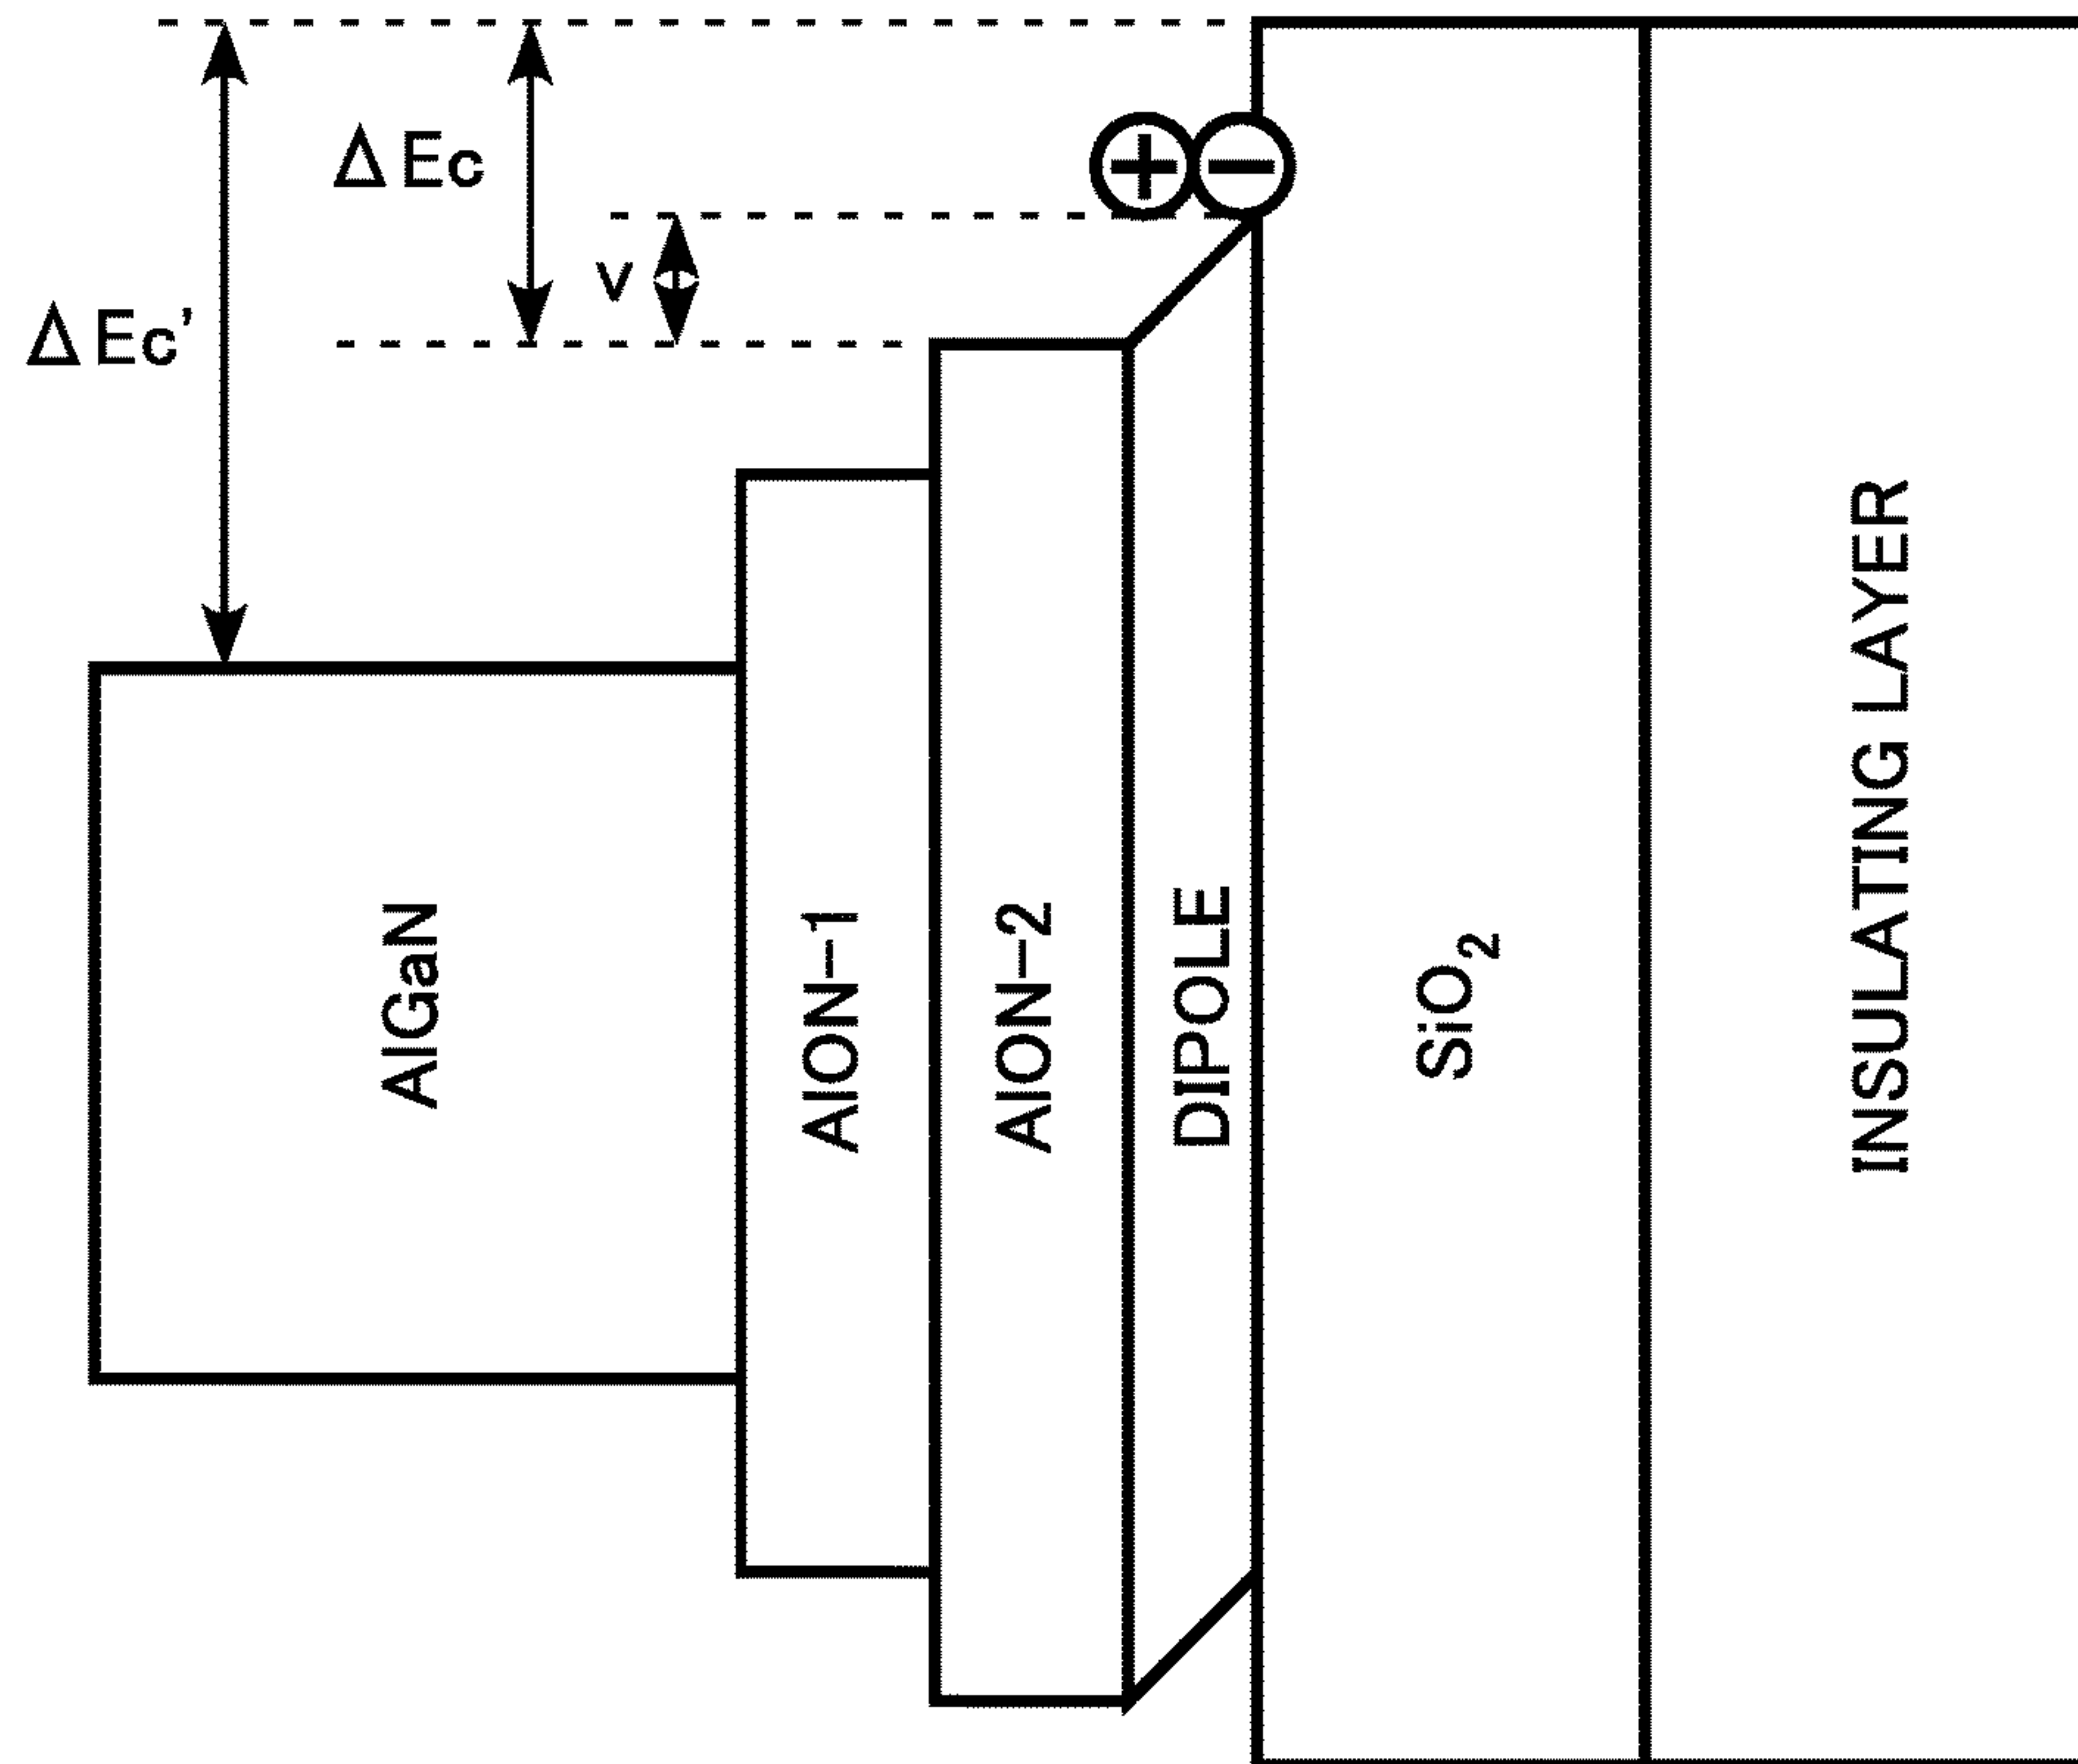 ΔEc
v
ΔEc’
AlGaN
AlON-1
AlON-2
DIPOLE
SiO₂
INSULATING LAYER